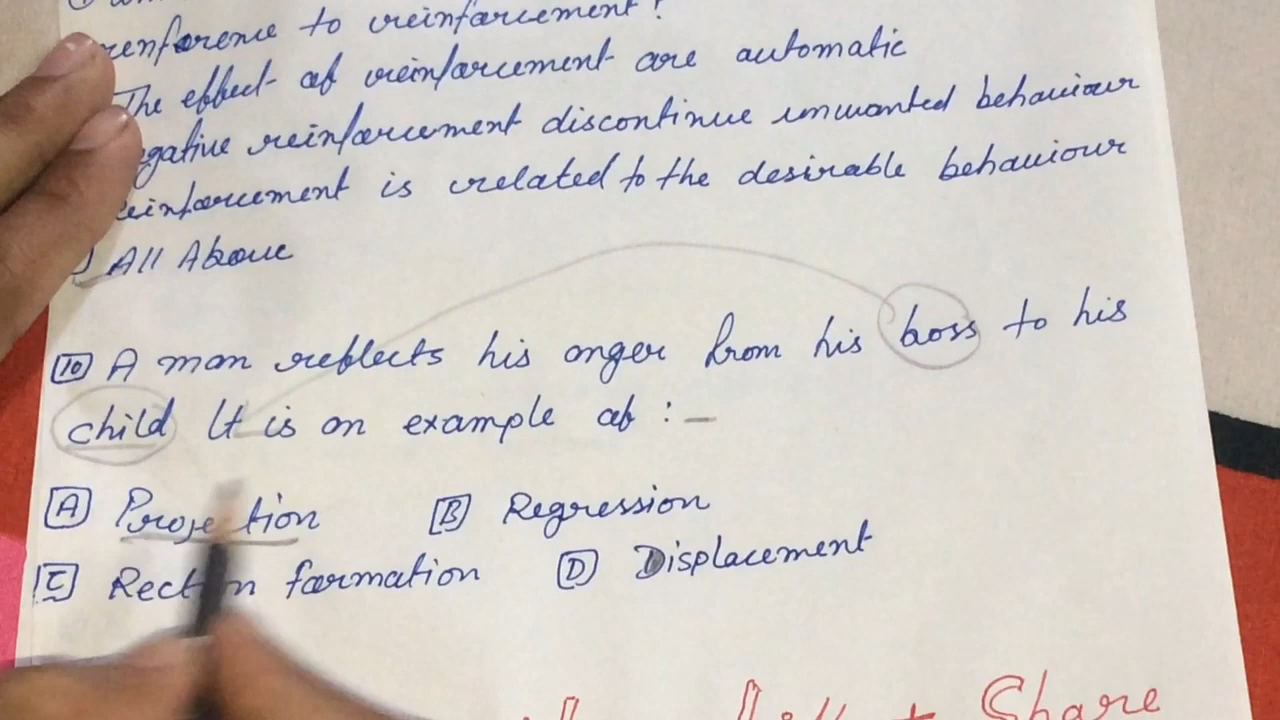 renforence to reinforcement?
The effect of reinforcement are automatic
egative reinforcement discontinue unwanted behaviour
einforcement is related to the desirable behaviour
All Above
10 A man reflects his anger from his boss to his
child It is an example of :-
A Projection B Regression
C Rection formation D Displacement
Share